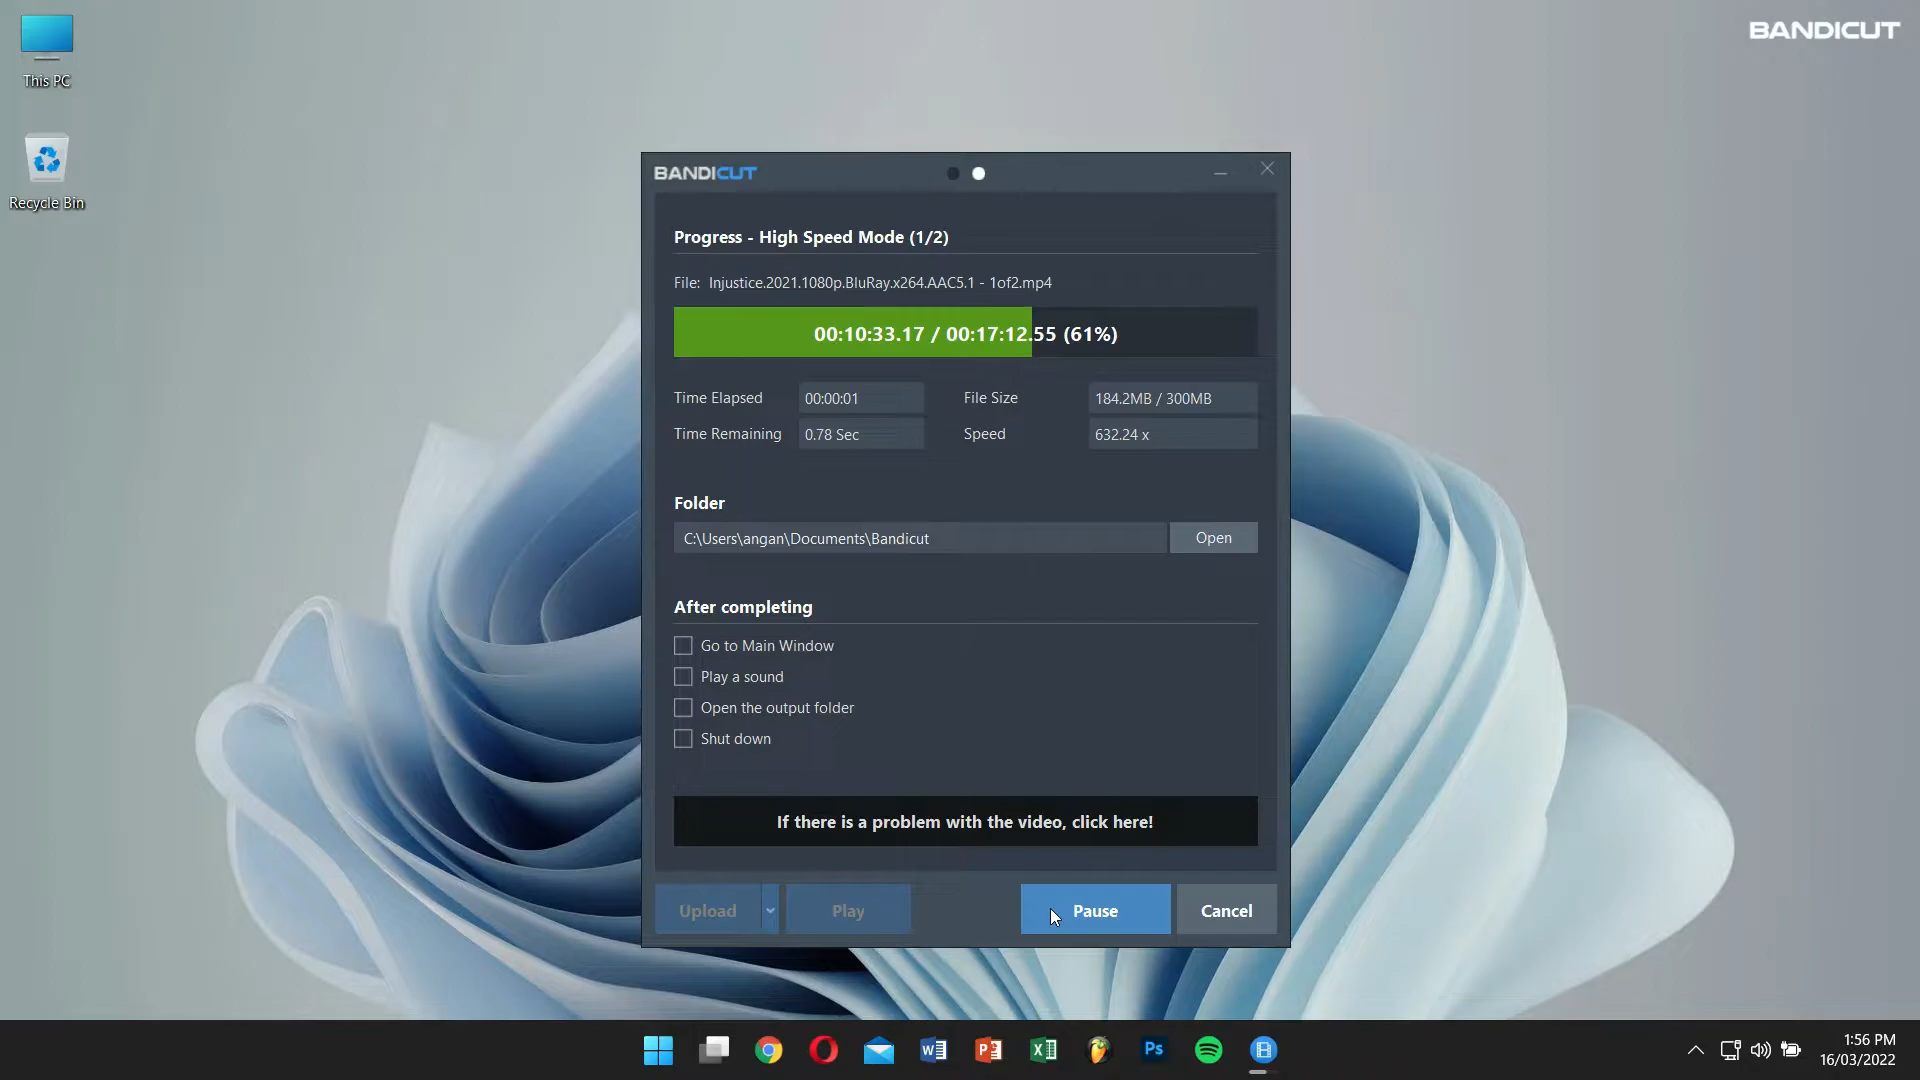 This PC
Recycle Bin
BANDICUT
BANDICUT
Progress - High Speed Mode (1/2)
File: Injustice.2021.1080p.BluRay.x264.AAC5.1 - 1of2.mp4
00:10:33.17 / 00:17:12.55 (61%)
Time Elapsed 00:00:01 File Size 184.2MB / 300MB
Time Remaining 0.78 Sec Speed 632.24 x
Folder
C:\Users\angan\Documents\Bandicut Open
After completing
Go to Main Window
Play a sound
Open the output folder
Shut down
If there is a problem with the video, click here!
Upload Play Pause Cancel
Ps
1:56 PM
16/03/2022